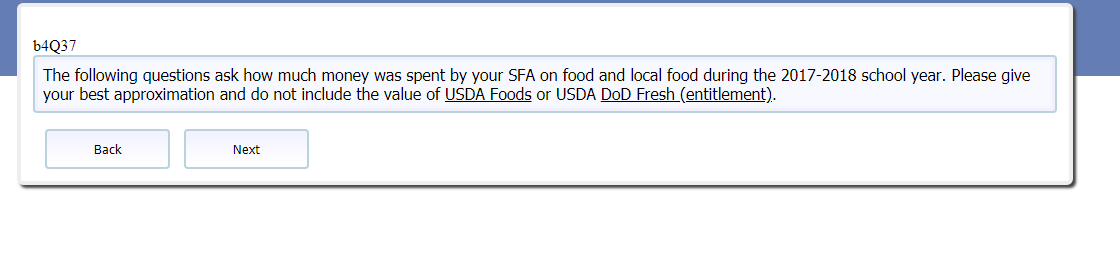 b4Q37
The following questions ask how much money was spent by your SFA on food and local food during the 2017-2018 school year. Please give
your best approximation and do not include the value of USDA Foods or USDA DoD Fresh (entitlement).
Back Next